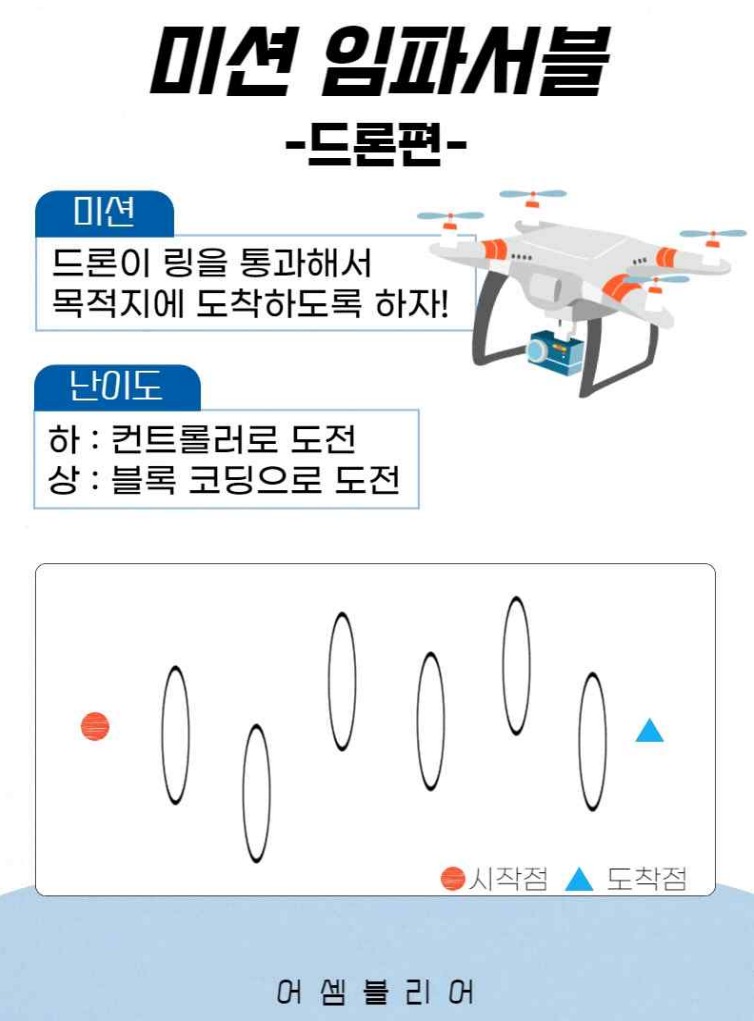 미션 임파서블
-드론편-
미션
드론이 링을 통과해서
목적지에 도착하도록 하자!
난이도
하 : 컨트롤러로 도전
상 : 블록 코딩으로 도전
시작점 도착점
어셈블리어